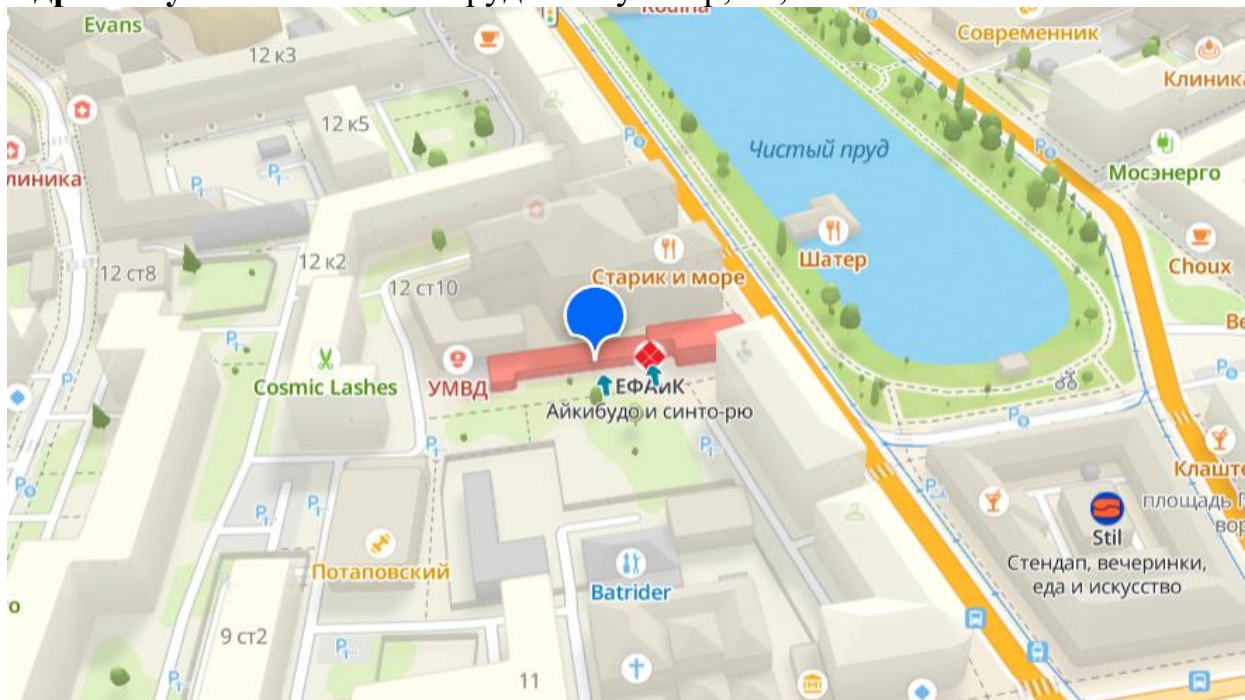 Evans
12 к3
Современник
Клиника
12 к5
Чистый пруд
Мосэнерго
12 ст8
12 к2
12 ст10
Старик и море
Шатер
Choux
Cosmic Lashes
УМВД
ЕФАиК
Айкибудо и синто-рю
площадь
Stil
Стендап, вечеринки,
еда и искусство
Потаповский
Batrider
9 ст2
11